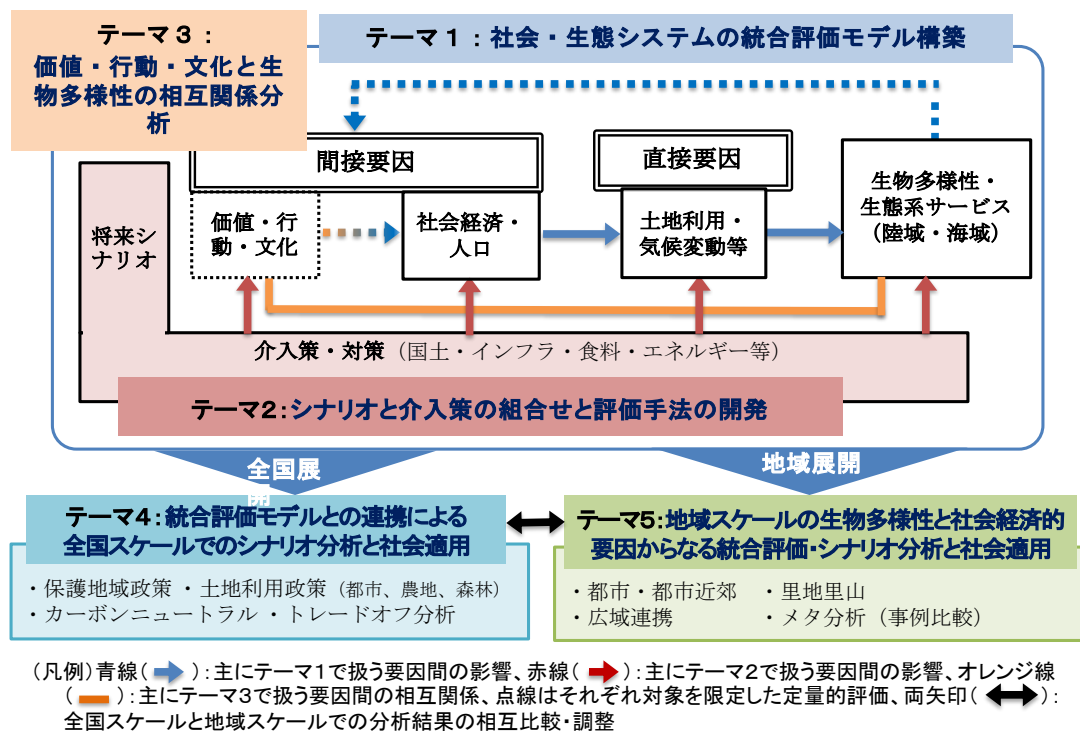 テーマ３：
価値・行動・文化と生
物多様性の相互関係分
析
テーマ１：社会・生態システムの統合評価モデル構築
間接要因
直接要因
価値・行
動・文化
社会経済・
人口
土地利用・
気候変動等
生物多様性・
生態系サービス
（陸域・海域）
将来シ
ナリオ
介入策・対策（国土・インフラ・食料・エネルギー等）
テーマ2：シナリオと介入策の組合せと評価手法の開発
全国展
開
地域展開
テーマ4：統合評価モデルとの連携による
全国スケールでのシナリオ分析と社会適用
・保護地域政策 ・土地利用政策（都市、農地、森林）
・カーボンニュートラル ・トレードオフ分析
テーマ5：地域スケールの生物多様性と社会経済的
要因からなる統合評価・シナリオ分析と社会適用
・都市・都市近郊 ・里地里山
・広域連携 ・メタ分析（事例比較）
（凡例）青線（ ）：主にテーマ１で扱う要因間の影響、赤線（ ）：主にテーマ２で扱う要因間の影響、オレンジ線
（ ）：主にテーマ３で扱う要因間の相互関係、点線はそれぞれ対象を限定した定量的評価、両矢印（ ）：
全国スケールと地域スケールでの分析結果の相互比較・調整